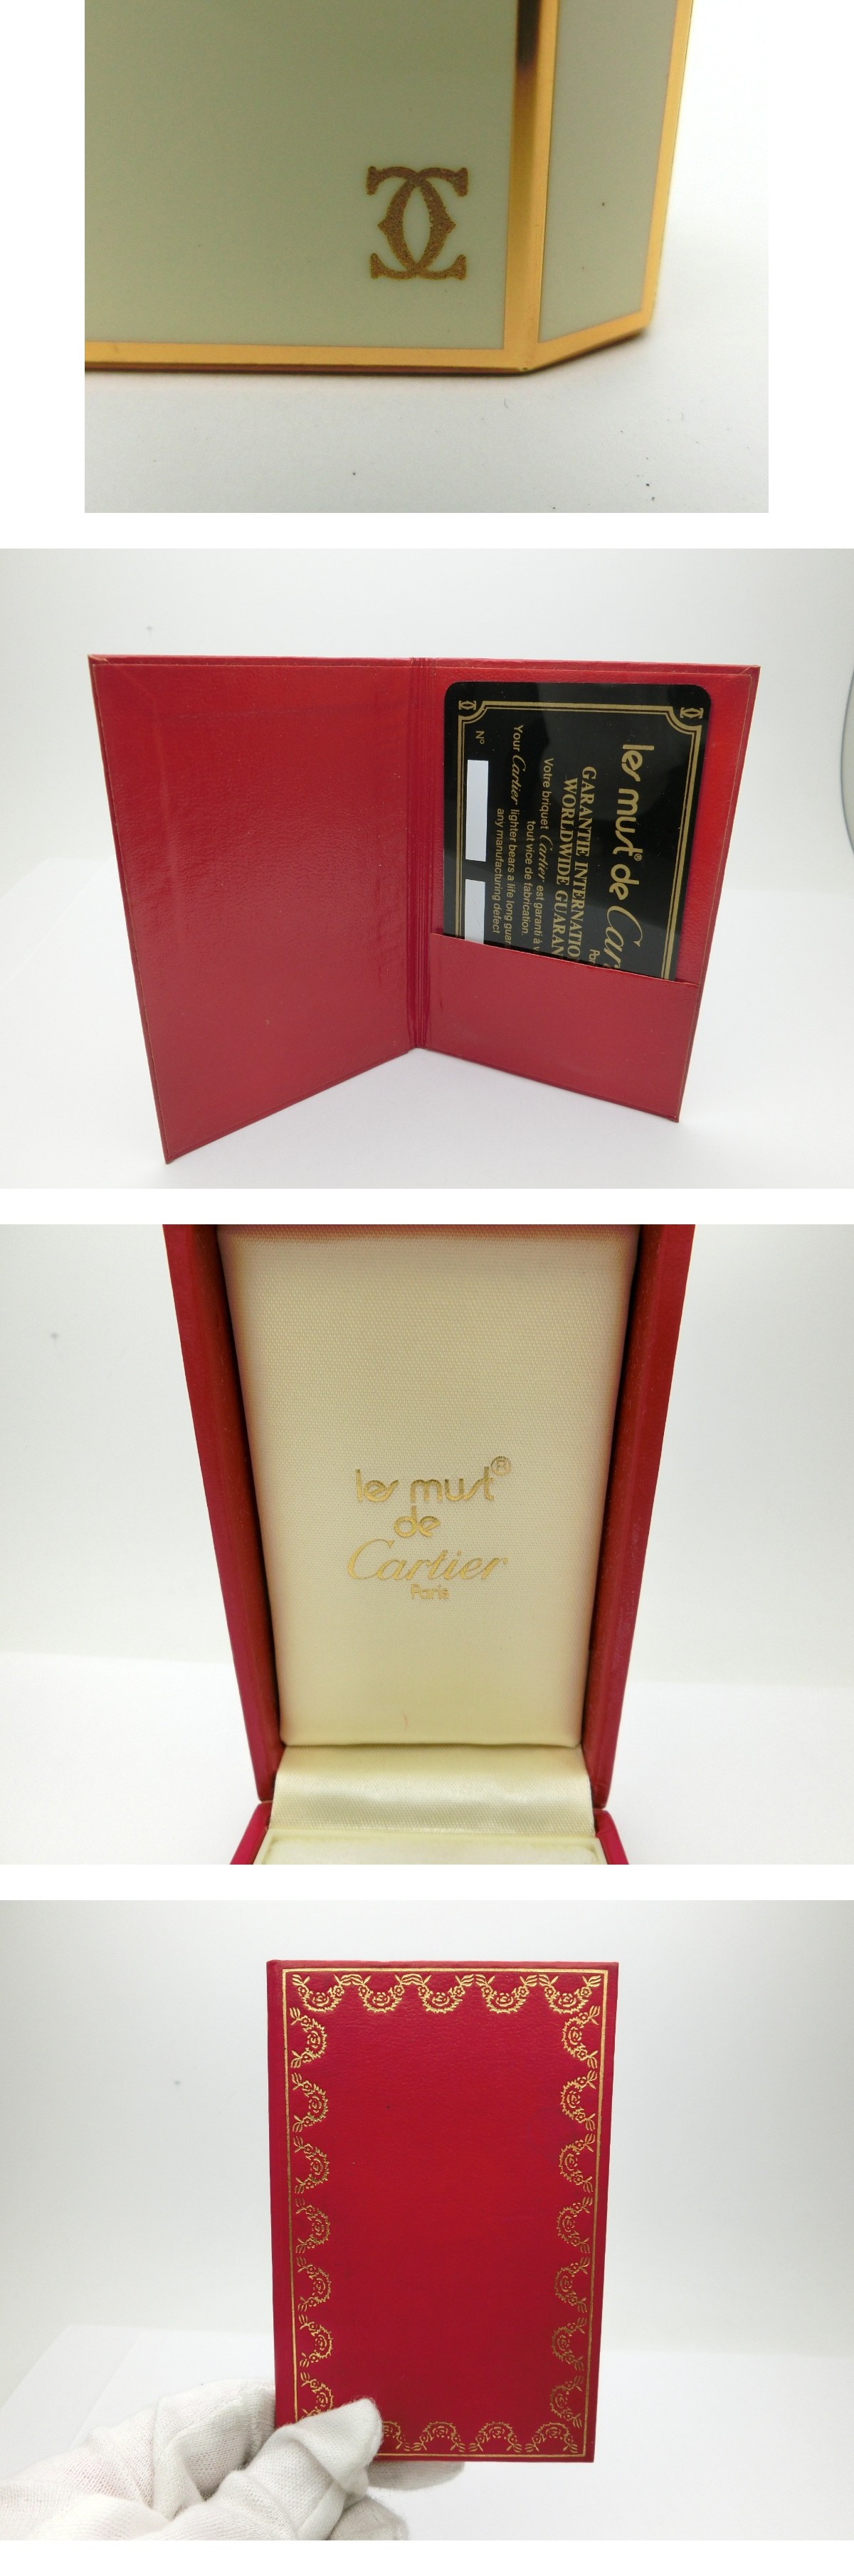 les must® de Car
GARANTIE INTERNATIO
WORLDWIDE GUARAN
Votre briquet Cartier est garanti à v
tout vice de fabrication.
Your Cartier lighter bears a life long guar
any manufacturing defect
N°
les must®
de
Cartier
Paris